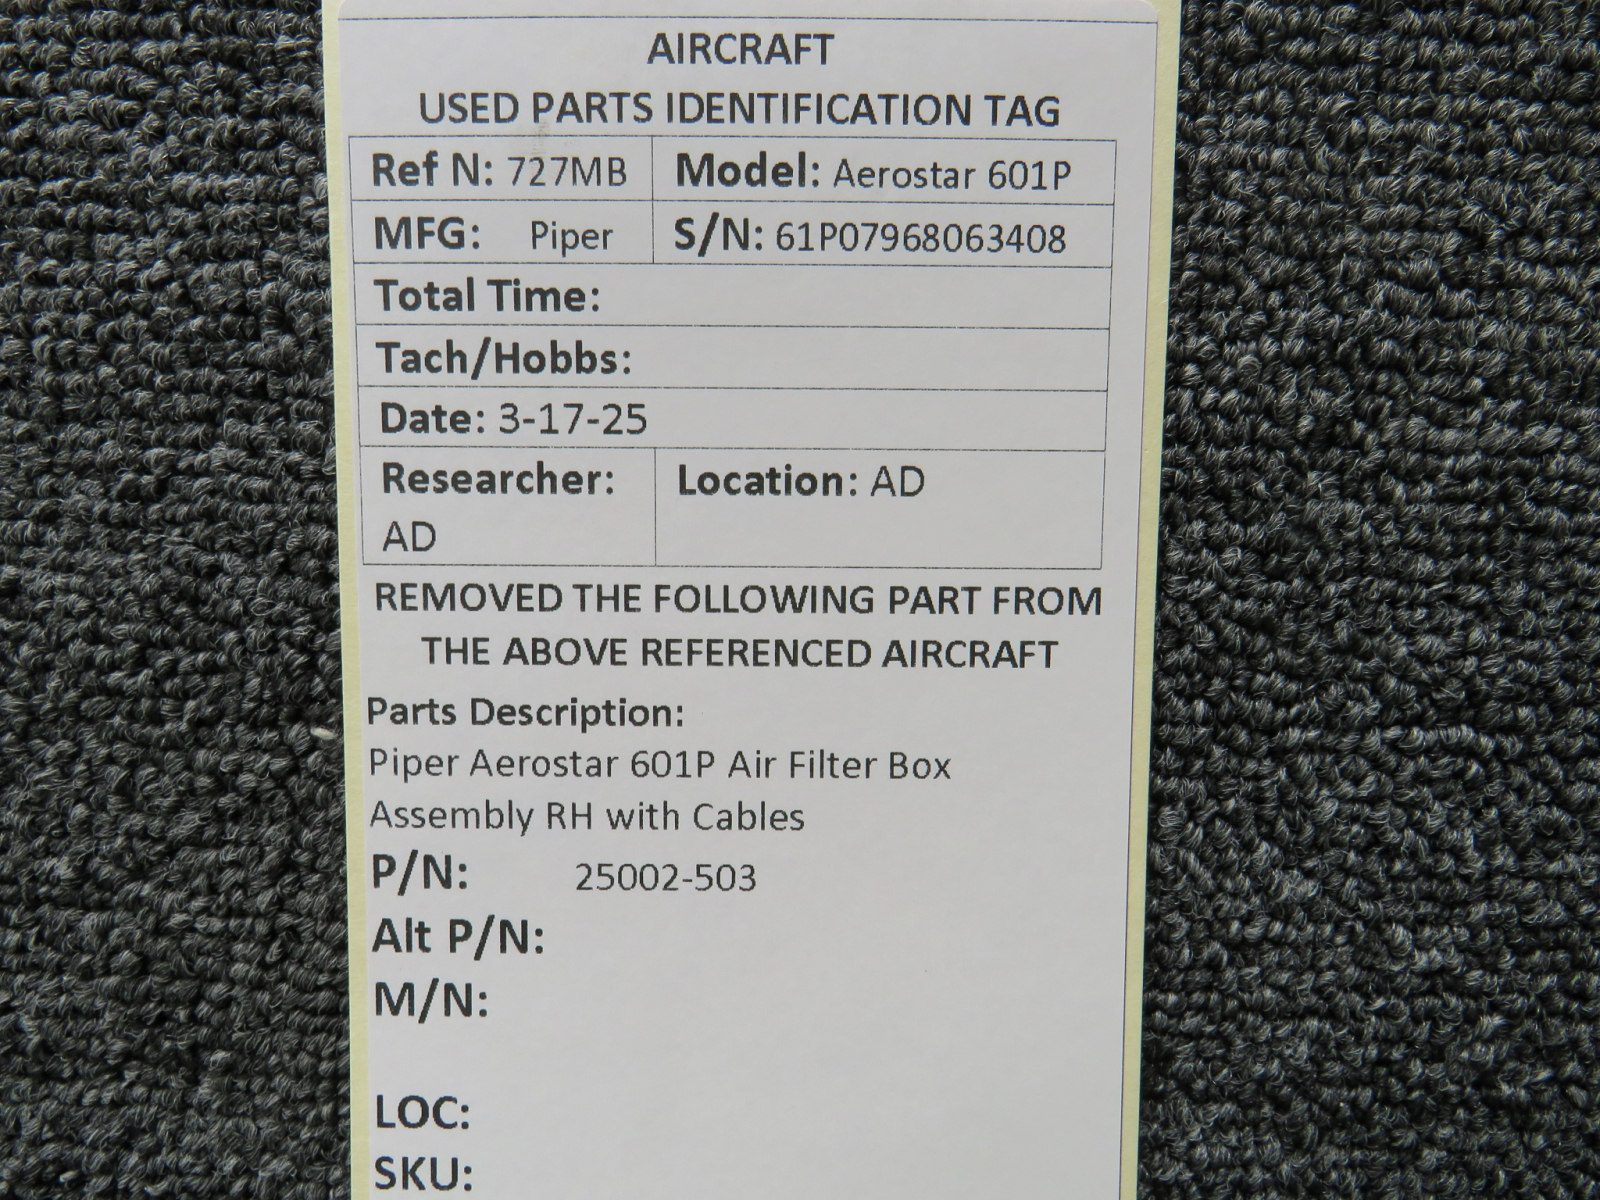 AIRCRAFT
USED PARTS IDENTIFICATION TAG
Ref N: 727MB Model: Aerostar 601P
MFG: Piper S/N: 61P07968063408
Total Time:
Tach/Hobbs:
Date: 3-17-25
Researcher: Location: AD
AD
REMOVED THE FOLLOWING PART FROM
THE ABOVE REFERENCED AIRCRAFT
Parts Description:
Piper Aerostar 601P Air Filter Box
Assembly RH with Cables
P/N: 25002-503
Alt P/N:
M/N:
LOC:
SKU: